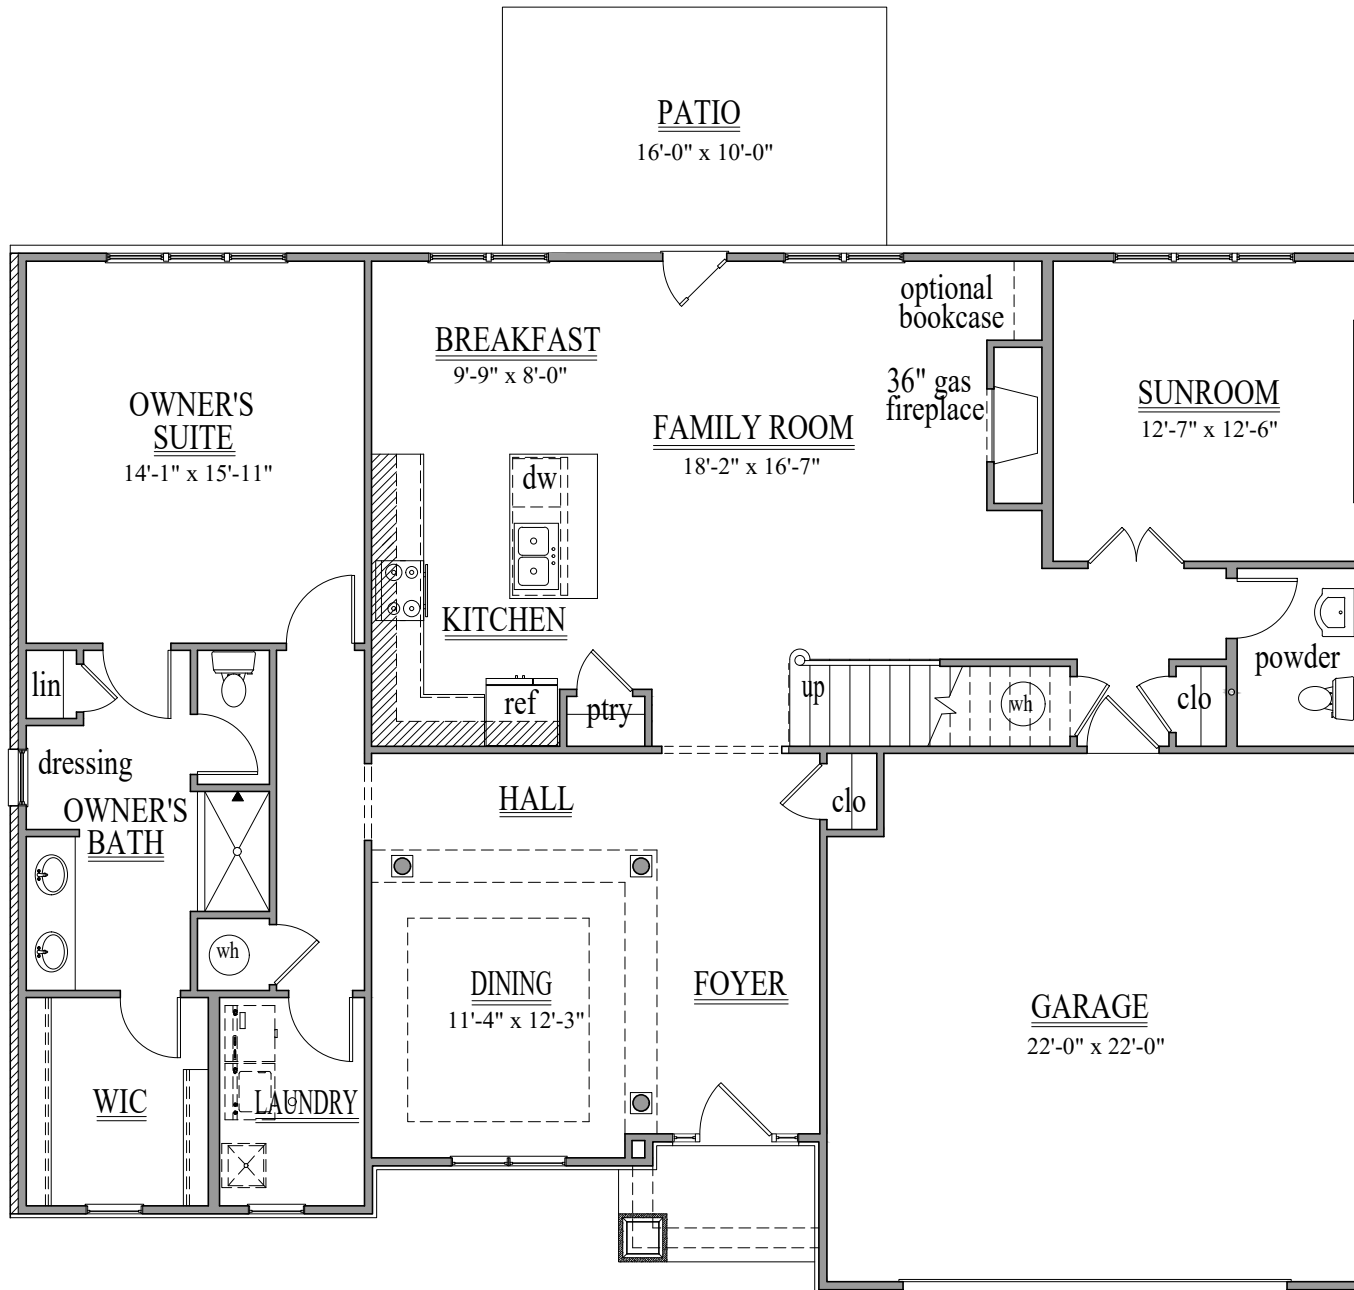 PATIO
16'-0" x 10'-0"
optional
bookcase
BREAKFAST
9'-9" x 8'-0"
36" gas
fireplace
SUNROOM
12'-7" x 12'-6"
OWNER'S
SUITE
14'-1" x 15'-11"
FAMILY ROOM
18'-2" x 16'-7"
dw
KITCHEN
powder
lin
ref
ptry
up
wh
clo
dressing
OWNER'S
BATH
HALL
clo
wh
DINING
11'-4" x 12'-3"
FOYER
GARAGE
22'-0" x 22'-0"
WIC
LAUNDRY